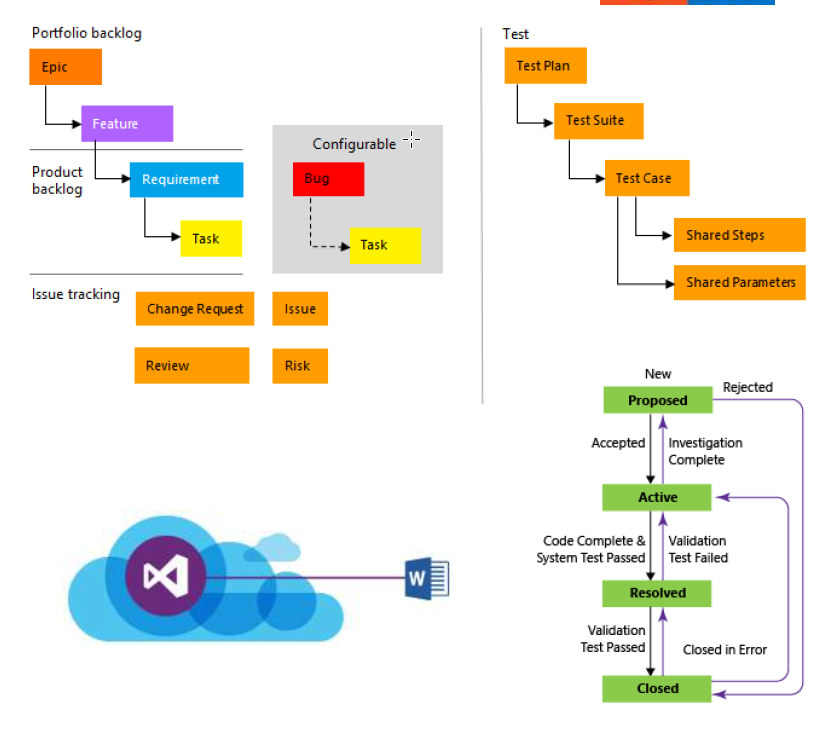 Portfolio backlog
Epic
Feature
Product
backlog
Requirement
Task
Configurable
Bug
Task
Issue tracking
Change Request
Issue
Review
Risk
Test
Test Plan
Test Suite
Test Case
Shared Steps
Shared Parameters
New
Proposed
Rejected
Accepted
Investigation
Complete
Active
Code Complete &
System Test Passed
Validation
Test Failed
Resolved
Validation
Test Passed
Closed in Error
Closed
W